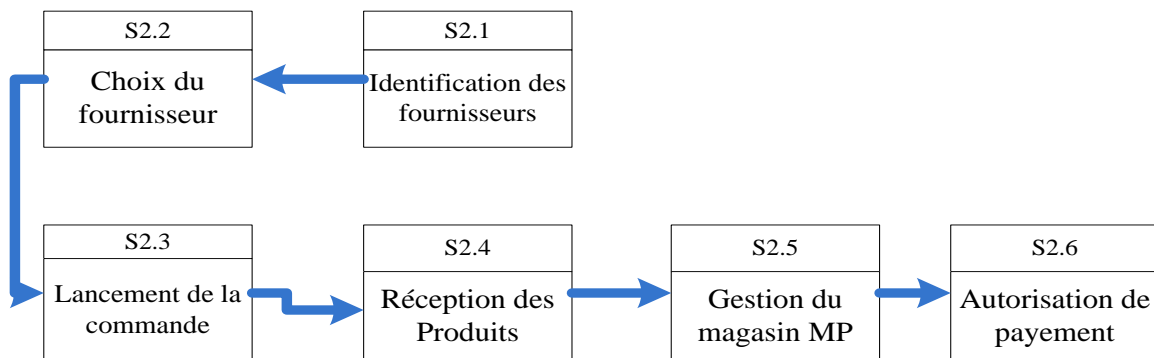 S2.2
Choix du
fournisseur
S2.1
Identification des
fournisseurs
S2.3
Lancement de la
commande
S2.4
Réception des
Produits
S2.5
Gestion du
magasin MP
S2.6
Autorisation de
payement